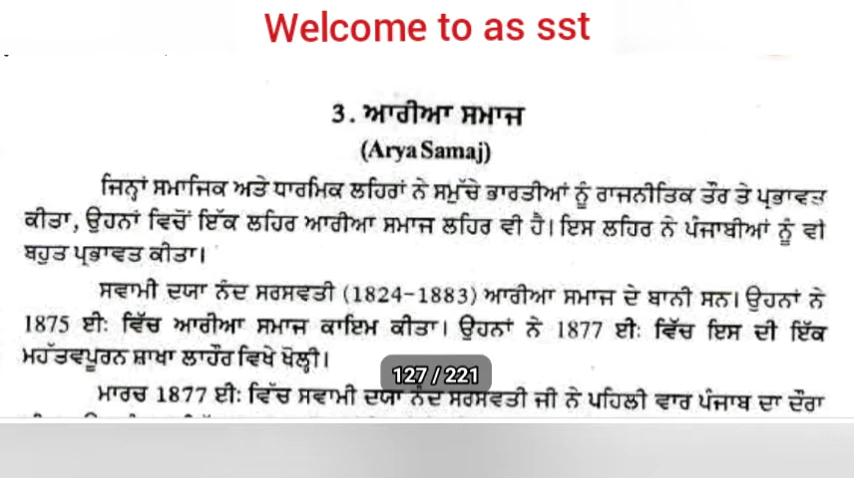 Welcome to as sst
3. ਆਰੀਆ ਸਮਾਜ
(Arya Samaj)
ਜਿਨ੍ਹਾਂ ਸਮਾਜਿਕ ਅਤੇ ਧਾਰਮਿਕ ਲਹਿਰਾਂ ਨੇ ਸਮੁੱਚੇ ਭਾਰਤੀਆਂ ਨੂੰ ਰਾਜਨੀਤਿਕ ਤੌਰ ਤੇ ਪ੍ਰਭਾਵਤ
ਕੀਤਾ, ਉਹਨਾਂ ਵਿਚੋਂ ਇੱਕ ਲਹਿਰ ਆਰੀਆ ਸਮਾਜ ਲਹਿਰ ਵੀ ਹੈ। ਇਸ ਲਹਿਰ ਨੇ ਪੰਜਾਬੀਆਂ ਨੂੰ ਵੀ
ਬਹੁਤ ਪ੍ਰਭਾਵਤ ਕੀਤਾ।
ਸਵਾਮੀ ਦਯਾ ਨੰਦ ਸਰਸਵਤੀ (1824-1883) ਆਰੀਆ ਸਮਾਜ ਦੇ ਬਾਨੀ ਸਨ। ਉਹਨਾਂ ਨੇ
1875 ਈ: ਵਿੱਚ ਆਰੀਆ ਸਮਾਜ ਕਾਇਮ ਕੀਤਾ। ਉਹਨਾਂ ਨੇ 1877 ਈ: ਵਿੱਚ ਇਸ ਦੀ ਇੱਕ
ਮਹੱਤਵਪੂਰਨ ਸ਼ਾਖਾ ਲਾਹੌਰ ਵਿਖੇ ਖੋਲ੍ਹੀ।
127 / 221
ਮਾਰਚ 1877 ਈ: ਵਿੱਚ ਸਵਾਮੀ ਦਯਾ ਨੰਦ ਸਰਸਵਤੀ ਜੀ ਨੇ ਪਹਿਲੀ ਵਾਰ ਪੰਜਾਬ ਦਾ ਦੌਰਾ